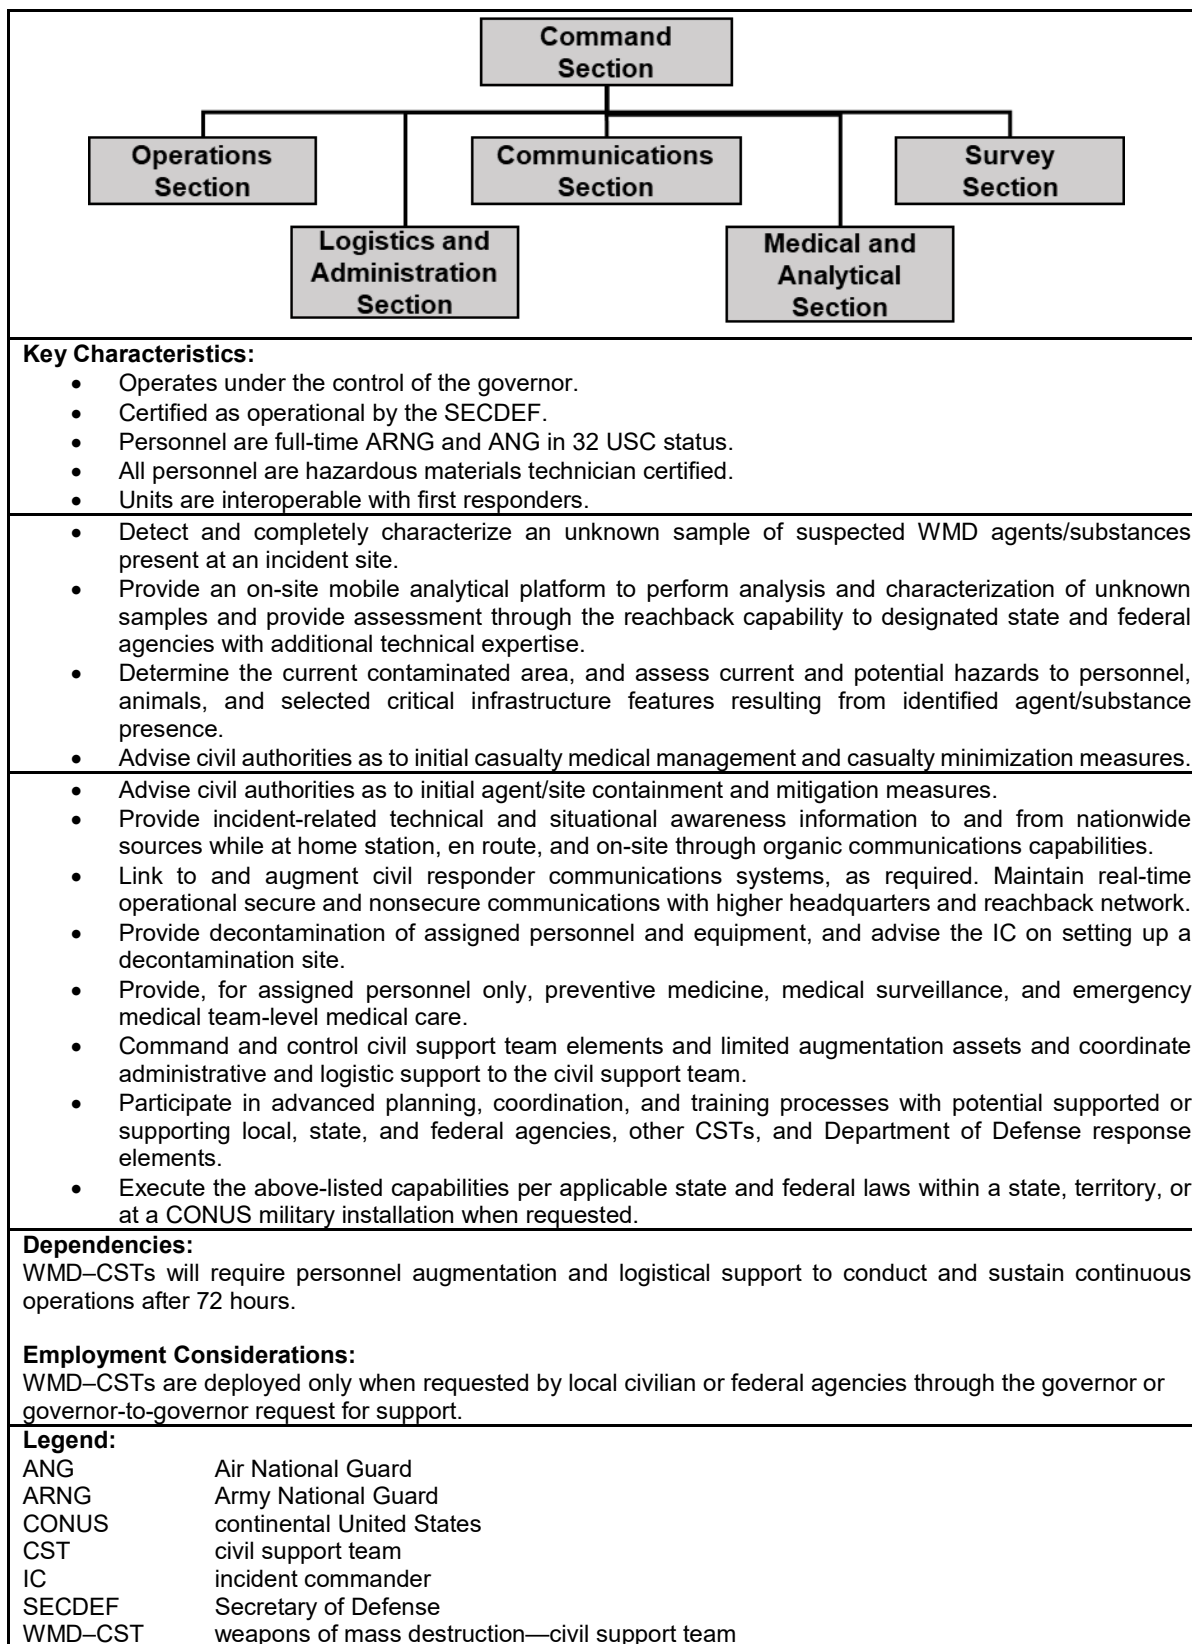 Command
Section
Operations
Section
Communications
Section
Survey
Section
Logistics and
Administration
Section
Medical and
Analytical
Section
Key Characteristics:
• Operates under the control of the governor.
• Certified as operational by the SECDEF.
• Personnel are full-time ARNG and ANG in 32 USC status.
• All personnel are hazardous materials technician certified.
• Units are interoperable with first responders.
• Detect and completely characterize an unknown sample of suspected WMD agents/substances
present at an incident site.
• Provide an on-site mobile analytical platform to perform analysis and characterization of unknown
samples and provide assessment through the reachback capability to designated state and federal
agencies with additional technical expertise.
• Determine the current contaminated area, and assess current and potential hazards to personnel,
animals, and selected critical infrastructure features resulting from identified agent/substance
presence.
• Advise civil authorities as to initial casualty medical management and casualty minimization measures.
• Advise civil authorities as to initial agent/site containment and mitigation measures.
• Provide incident-related technical and situational awareness information to and from nationwide
sources while at home station, en route, and on-site through organic communications capabilities.
• Link to and augment civil responder communications systems, as required. Maintain real-time
operational secure and nonsecure communications with higher headquarters and reachback network.
• Provide decontamination of assigned personnel and equipment, and advise the IC on setting up a
decontamination site.
• Provide, for assigned personnel only, preventive medicine, medical surveillance, and emergency
medical team-level medical care.
• Command and control civil support team elements and limited augmentation assets and coordinate
administrative and logistic support to the civil support team.
• Participate in advanced planning, coordination, and training processes with potential supported or
supporting local, state, and federal agencies, other CSTs, and Department of Defense response
elements.
• Execute the above-listed capabilities per applicable state and federal laws within a state, territory, or
at a CONUS military installation when requested.
Dependencies:
WMD–CSTs will require personnel augmentation and logistical support to conduct and sustain continuous
operations after 72 hours.
Employment Considerations:
WMD–CSTs are deployed only when requested by local civilian or federal agencies through the governor or
governor-to-governor request for support.
Legend:
ANG Air National Guard
ARNG Army National Guard
CONUS continental United States
CST civil support team
IC incident commander
SECDEF Secretary of Defense
WMD–CST weapons of mass destruction—civil support team